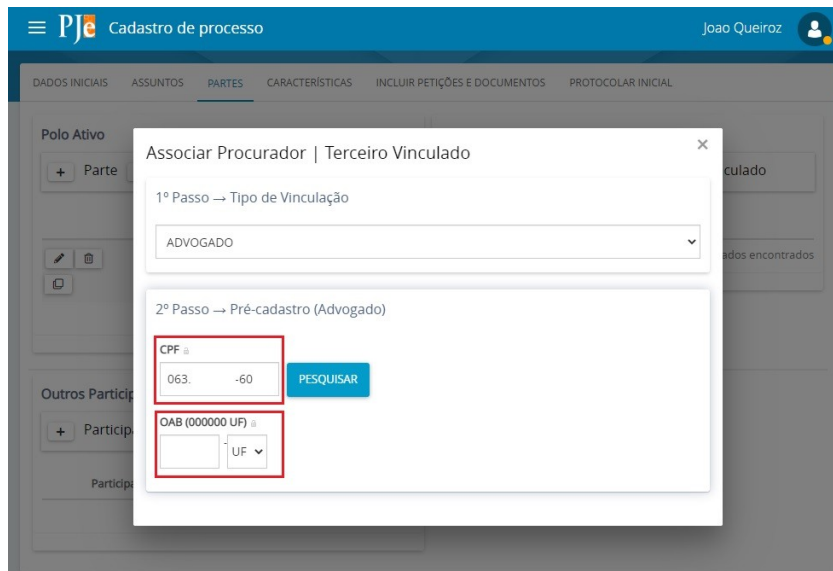 PJe Cadastro de processo
Joao Queiroz
DADOS INICIAIS ASSUNTOS PARTES CARACTERÍSTICAS INCLUIR PETIÇÕES E DOCUMENTOS PROTOCOLAR INICIAL
Polo Ativo
+ Parte
culado
ados encontrados
Associar Procurador | Terceiro Vinculado ×
1º Passo → Tipo de Vinculação
ADVOGADO
2º Passo → Pré-cadastro (Advogado)
CPF
063. -60 PESQUISAR
OAB (000000 UF)
- UF
Outros Particip
+ Particip
Participa